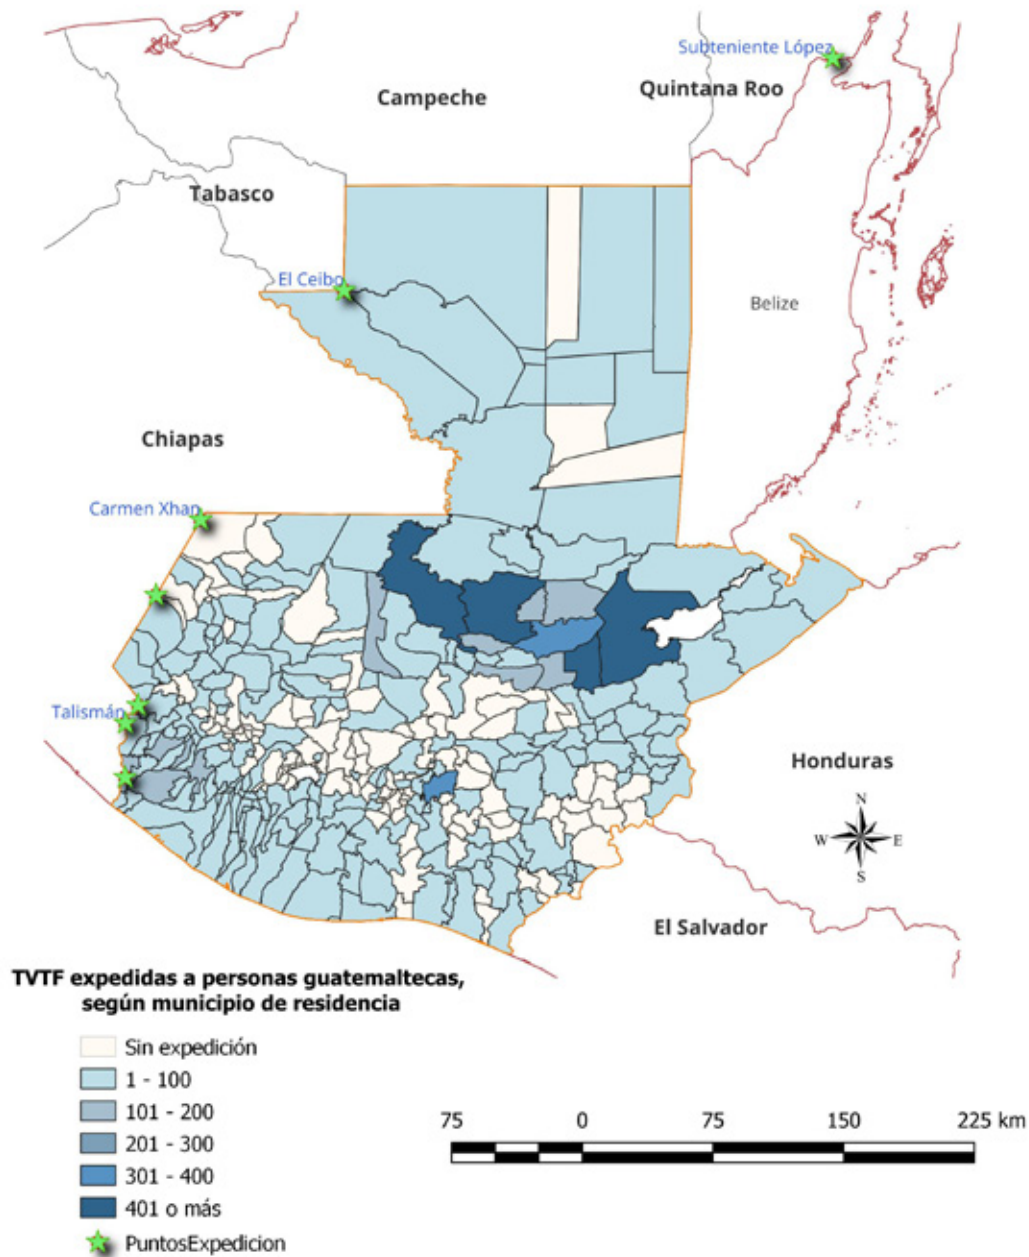 Subteniente López
Quintana Roo
Campeche
Tabasco
El Ceibo
Belize
Chiapas
Carmen Xhan
Talismán
Honduras
N
W E
S
El Salvador
TVTF expedidas a personas guatemaltecas,
según municipio de residencia
Sin expedición
1 - 100
101 - 200
201 - 300
301 - 400
401 o más
PuntosExpedicion
75 0 75 150 225 km